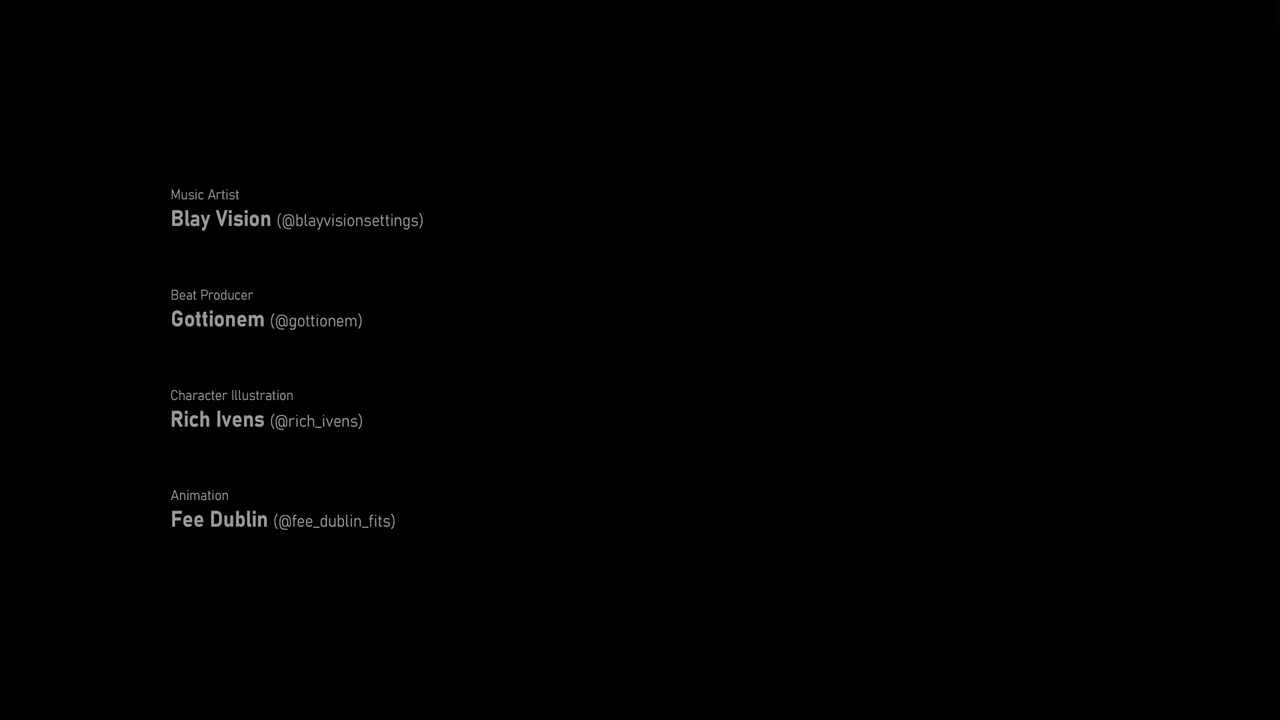 Music Artist
Blay Vision (@blayvisionsettings)
Beat Producer
Gottionem (@gottionem)
Character Illustration
Rich Ivens (@rich_ivens)
Animation
Fee Dublin (@fee_dublin_fits)